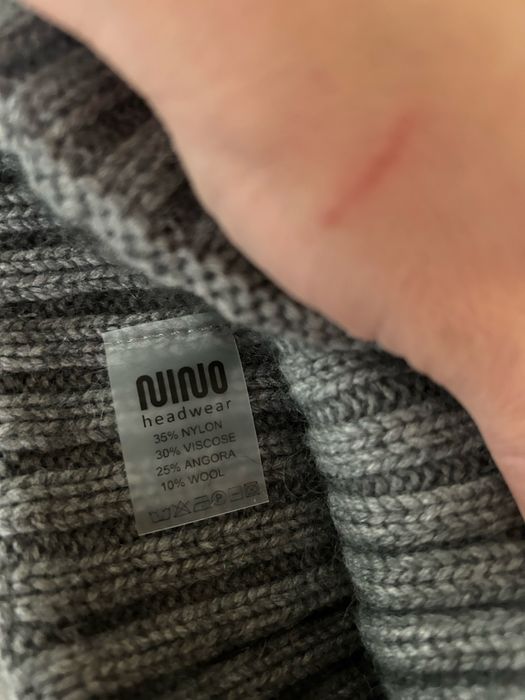 NINO
headwear
35% NYLON
30% VISCOSE
25% ANGORA
10% WOOL